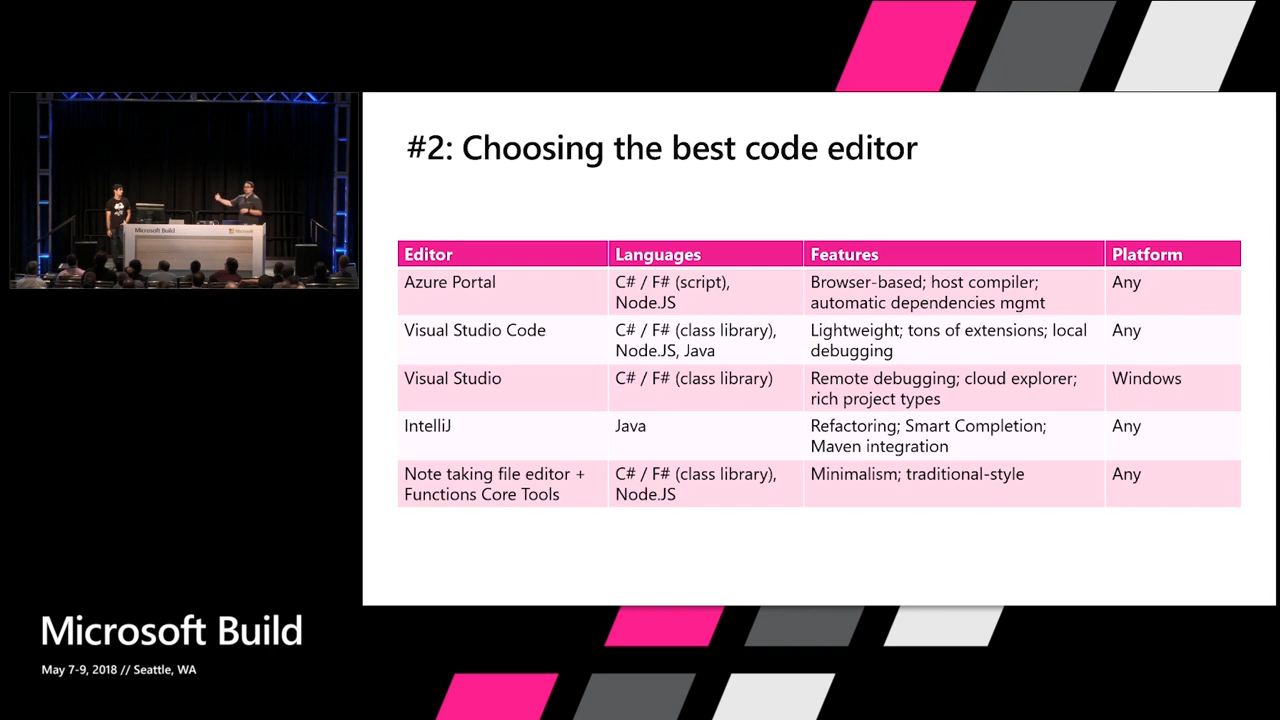 #2: Choosing the best code editor
Editor Languages Features Platform
Azure Portal C# / F# (script), Browser-based; host compiler; Any
Node.JS automatic dependencies mgmt
Visual Studio Code C# / F# (class library), Lightweight; tons of extensions; local Any
Node.JS, Java debugging
Visual Studio C# / F# (class library) Remote debugging; cloud explorer; Windows
rich project types
IntelliJ Java Refactoring; Smart Completion; Any
Maven integration
Note taking file editor + C# / F# (class library), Minimalism; traditional-style Any
Functions Core Tools Node.JS
Microsoft Build
Microsoft
Microsoft Build
May 7-9, 2018 // Seattle, WA